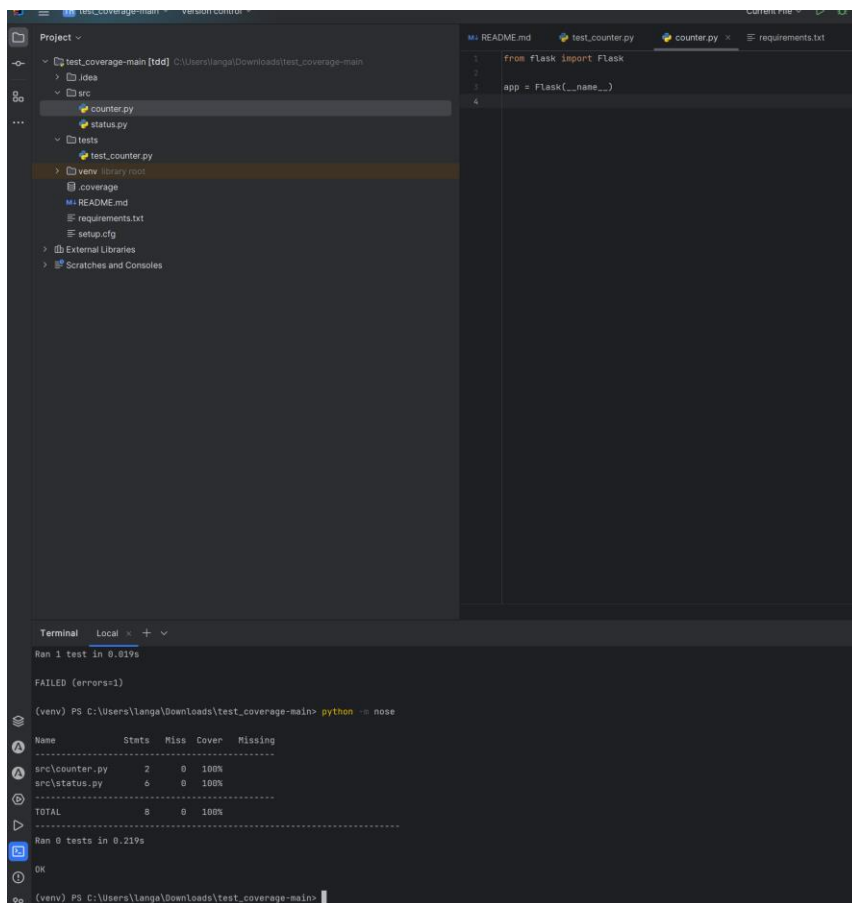 test_coverage-main
Version control
Current File
Project
test_coverage-main [tdd] C:\Users\langa\Downloads\test_coverage-main
.idea
src
counter.py
status.py
tests
test_counter.py
venv library root
.coverage
M↓ README.md
requirements.txt
setup.cfg
External Libraries
Scratches and Consoles
M↓ README.md
test_counter.py
counter.py ×
requirements.txt
1 from flask import Flask
2
3 app = Flask(__name__)
4
Terminal Local × +
Ran 1 test in 0.019s
FAILED (errors=1)
(venv) PS C:\Users\langa\Downloads\test_coverage-main> python -m nose
Name Stmts Miss Cover Missing
---------------------------------------------
src\counter.py 2 0 100%
src\status.py 6 0 100%
---------------------------------------------
TOTAL 8 0 100%
----------------------------------------------------------------------
Ran 0 tests in 0.219s
OK
(venv) PS C:\Users\langa\Downloads\test_coverage-main>